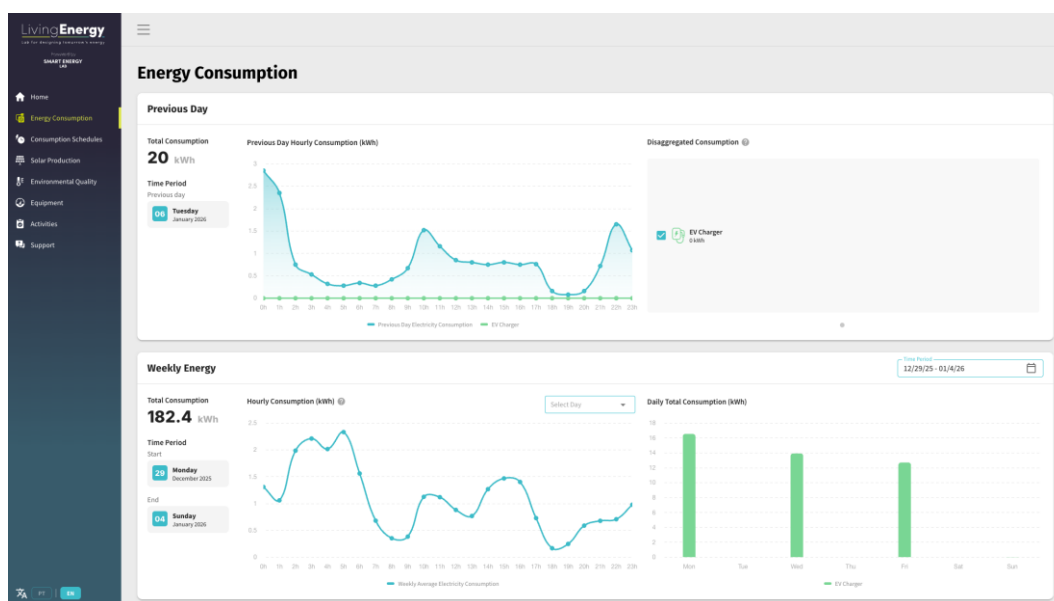 LivingEnergy
Lab for designing tomorrow's energy
Powered by
SMART ENERGY
LAB
Home
Energy Consumption
Consumption Schedules
Solar Production
Environmental Quality
Equipment
Activities
Support
PT | EN
Energy Consumption
Previous Day
Total Consumption
20 kWh
Time Period
Previous day
06 Tuesday
January 2026
Previous Day Hourly Consumption (kWh)
3
2.5
2
1.5
1
0.5
0
0h 1h 2h 3h 4h 5h 6h 7h 8h 9h 10h 11h 12h 13h 14h 15h 16h 17h 18h 19h 20h 21h 22h 23h
Previous Day Electricity Consumption EV Charger
Disaggregated Consumption
EV Charger
0 kWh
Weekly Energy
Time Period
12/29/25 - 01/4/26
Total Consumption
182.4 kWh
Time Period
Start
29 Monday
December 2025
End
04 Sunday
January 2026
Hourly Consumption (kWh)
Select Day
2.5
2
1.5
1
0.5
0
0h 1h 2h 3h 4h 5h 6h 7h 8h 9h 10h 11h 12h 13h 14h 15h 16h 17h 18h 19h 20h 21h 22h 23h
Weekly Average Electricity Consumption
Daily Total Consumption (kWh)
18
16
14
12
10
8
6
4
2
0
Mon Tue Wed Thu Fri Sat Sun
EV Charger